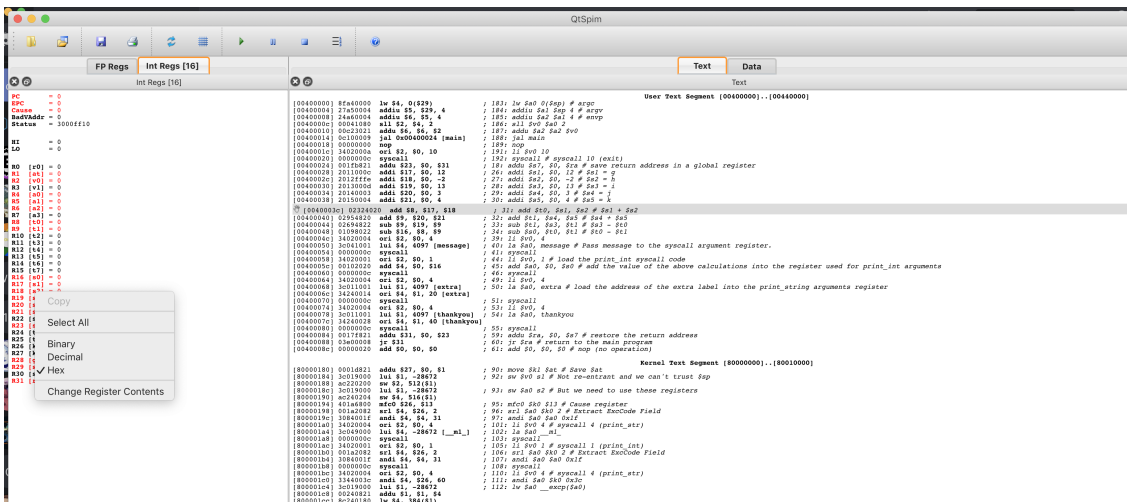 QtSpim
FP Regs
Int Regs [16]
Text
Data
Int Regs [16]
Text
PC = 0
EPC = 0
Cause = 0
BadVAddr = 0
Status = 3000ff10
HI = 0
LO = 0
R0 [r0] = 0
R1 [at] = 0
R2 [v0] = 0
R3 [v1] = 0
R4 [a0] = 0
R5 [a1] = 0
R6 [a2] = 0
R7 [a3] = 0
R8 [t0] = 0
R9 [t1] = 0
R10 [t2] = 0
R11 [t3] = 0
R12 [t4] = 0
R13 [t5] = 0
R14 [t6] = 0
R15 [t7] = 0
R16 [s0] = 0
R17 [s1] = 0
R18
R19
R20
R21
R22
R23
R24
R25
R26
R27
R28
R29
R30
R31
Copy
Select All
Binary
Decimal
Hex
Change Register Contents
User Text Segment [00400000]..[00440000]
[00400000] 8fa40000 lw $4, 0($29) ; 183: lw $a0 0($sp) # argc
[00400004] 27a50004 addiu $5, $29, 4 ; 184: addiu $a1 $sp 4 # argv
[00400008] 24a60004 addiu $6, $5, 4 ; 185: addiu $a2 $a1 4 # envp
[0040000c] 00041080 sll $2, $4, 2 ; 186: sll $v0 $a0 2
[00400010] 00c23021 addu $6, $6, $2 ; 187: addu $a2 $a2 $v0
[00400014] 0c100009 jal 0x00400024 [main] ; 188: jal main
[00400018] 00000000 nop ; 189: nop
[0040001c] 3402000a ori $2, $0, 10 ; 191: li $v0 10
[00400020] 0000000c syscall ; 192: syscall # syscall 10 (exit)
[00400024] 001fb821 addu $23, $0, $31 ; 18: addu $s7, $0, $ra # save return address in a global register
[00400028] 2011000c addi $17, $0, 12 ; 26: addi $s1, $0, 12 # $s1 = g
[0040002c] 2012fffe addi $18, $0, -2 ; 27: addi $s2, $0, -2 # $s2 = h
[00400030] 2013000d addi $19, $0, 13 ; 28: addi $s3, $0, 13 # $s3 = i
[00400034] 20140003 addi $20, $0, 3 ; 29: addi $s4, $0, 3 # $s4 = j
[00400038] 20150004 addi $21, $0, 4 ; 30: addi $s5, $0, 4 # $s5 = k
[0040003c] 02324020 add $8, $17, $18 ; 31: add $t0, $s1, $s2 # $s1 + $s2
[00400040] 02954820 add $9, $20, $21 ; 32: add $t1, $s4, $s5 # $s4 + $s5
[00400044] 02694822 sub $9, $19, $9 ; 33: sub $t1, $s3, $t1 # $s3 - $t0
[00400048] 01098022 sub $16, $8, $9 ; 34: sub $s0, $t0, $t1 # $t0 - $t1
[0040004c] 34020004 ori $2, $0, 4 ; 39: li $v0, 4
[00400050] 3c041001 lui $4, 4097 [message] ; 40: la $a0, message # Pass message to the syscall argument register.
[00400054] 0000000c syscall ; 41: syscall
[00400058] 34020001 ori $2, $0, 1 ; 44: li $v0, 1 # load the print_int syscall code
[0040005c] 00102020 add $4, $0, $16 ; 45: add $a0, $0, $s0 # add the value of the above calculations into the register used for print_int arguments
[00400060] 0000000c syscall ; 46: syscall
[00400064] 34020004 ori $2, $0, 4 ; 49: li $v0, 4
[00400068] 3c011001 lui $1, 4097 [extra] ; 50: la $a0, extra # load the address of the extra label into the print_string arguments register
[0040006c] 34240014 ori $4, $1, 20 [extra]
[00400070] 0000000c syscall ; 51: syscall
[00400074] 34020004 ori $2, $0, 4 ; 53: li $v0, 4
[00400078] 3c011001 lui $1, 4097 [thankyou] ; 54: la $a0, thankyou
[0040007c] 34240028 ori $4, $1, 40 [thankyou]
[00400080] 0000000c syscall ; 55: syscall
[00400084] 0017f821 addu $31, $0, $23 ; 59: addu $ra, $0, $s7 # restore the return address
[00400088] 03e00008 jr $31 ; 60: jr $ra # return to the main program
[0040008c] 00000020 add $0, $0, $0 ; 61: add $0, $0, $0 # nop (no operation)
Kernel Text Segment [80000000]..[80010000]
[80000180] 0001d821 addu $27, $0, $1 ; 90: move $k1 $at # Save $at
[80000184] 3c019000 lui $1, -28672 ; 92: sw $v0 s1 # Not re-entrant and we can't trust $sp
[80000188] ac220200 sw $2, 512($1)
[8000018c] 3c019000 lui $1, -28672 ; 93: sw $a0 s2 # But we need to use these registers
[80000190] ac240204 sw $4, 516($1)
[80000194] 401a6800 mfc0 $26, $13 ; 95: mfc0 $k0 $13 # Cause register
[80000198] 001a2082 srl $4, $26, 2 ; 96: srl $a0 $k0 2 # Extract ExcCode Field
[8000019c] 3084001f andi $4, $4, 31 ; 97: andi $a0 $a0 0x1f
[800001a0] 34020004 ori $2, $0, 4 ; 101: li $v0 4 # syscall 4 (print_str)
[800001a4] 3c049000 lui $4, -28672 [__m1_] ; 102: la $a0 __m1_
[800001a8] 0000000c syscall ; 103: syscall
[800001ac] 34020001 ori $2, $0, 1 ; 105: li $v0 1 # syscall 1 (print_int)
[800001b0] 001a2082 srl $4, $26, 2 ; 106: srl $a0 $k0 2 # Extract ExcCode Field
[800001b4] 3084001f andi $4, $4, 31 ; 107: andi $a0 $a0 0x1f
[800001b8] 0000000c syscall ; 108: syscall
[800001bc] 34020004 ori $2, $0, 4 ; 110: li $v0 4 # syscall 4 (print_str)
[800001c0] 3344003c andi $4, $26, 60 ; 111: andi $a0 $k0 0x3c
[800001c4] 3c019000 lui $1, -28672 ; 112: lw $a0 __excp($a0)
[800001c8] 00240821 addu $1, $1, $4
[800001cc] 8c240180 lw $4, 384($1)